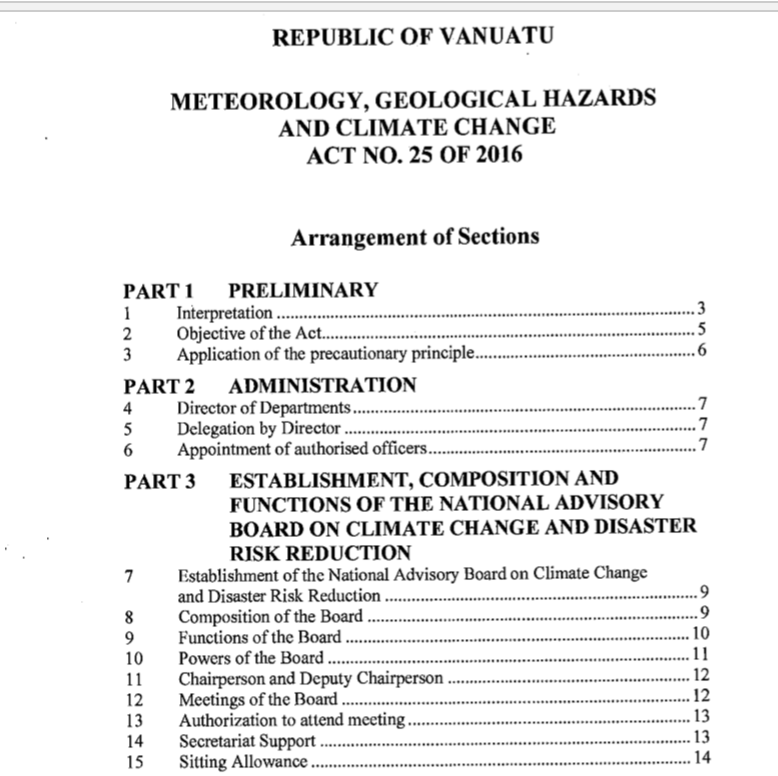 REPUBLIC OF VANUATU
METEOROLOGY, GEOLOGICAL HAZARDS
AND CLIMATE CHANGE
ACT NO. 25 OF 2016
Arrangement of Sections
PART 1 PRELIMINARY
1 Interpretation ................................................ 3
2 Objective of the Act................................................ 5
3 Application of the precautionary principle................................................ 6
PART 2 ADMINISTRATION
4 Director of Departments................................................ 7
5 Delegation by Director ................................................ 7
6 Appointment of authorised officers................................................ 7
PART 3 ESTABLISHMENT, COMPOSITION AND
FUNCTIONS OF THE NATIONAL ADVISORY
BOARD ON CLIMATE CHANGE AND DISASTER
RISK REDUCTION
7 Establishment of the National Advisory Board on Climate Change
and Disaster Risk Reduction ................................................ 9
8 Composition of the Board ................................................ 9
9 Functions of the Board ................................................ 10
10 Powers of the Board ................................................ 11
11 Chairperson and Deputy Chairperson ................................................ 12
12 Meetings of the Board ................................................ 12
13 Authorization to attend meeting................................................ 13
14 Secretariat Support ................................................ 13
15 Sitting Allowance ................................................ 14